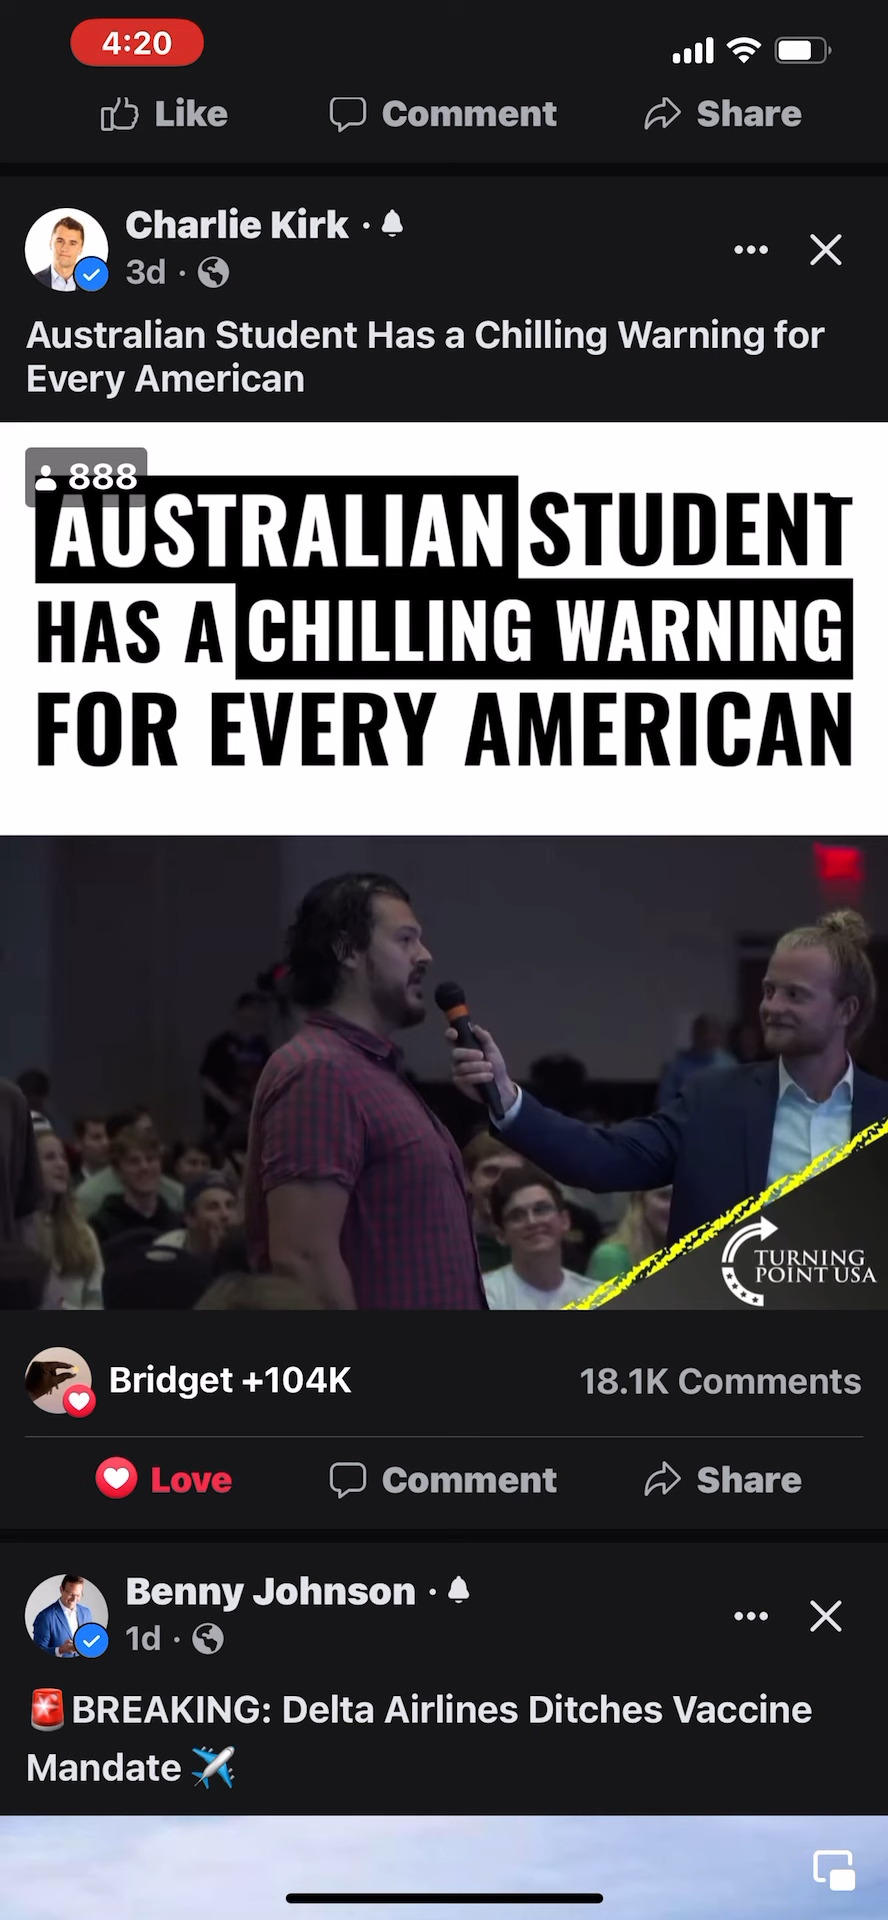 4:20
Like
Comment
Share
Charlie Kirk ·
3d ·
Australian Student Has a Chilling Warning for
Every American
888
AUSTRALIAN STUDENT
HAS A CHILLING WARNING
FOR EVERY AMERICAN
TURNING
POINT USA
Bridget +104K
18.1K Comments
Love
Comment
Share
Benny Johnson ·
1d ·
🚨BREAKING: Delta Airlines Ditches Vaccine
Mandate ✈️